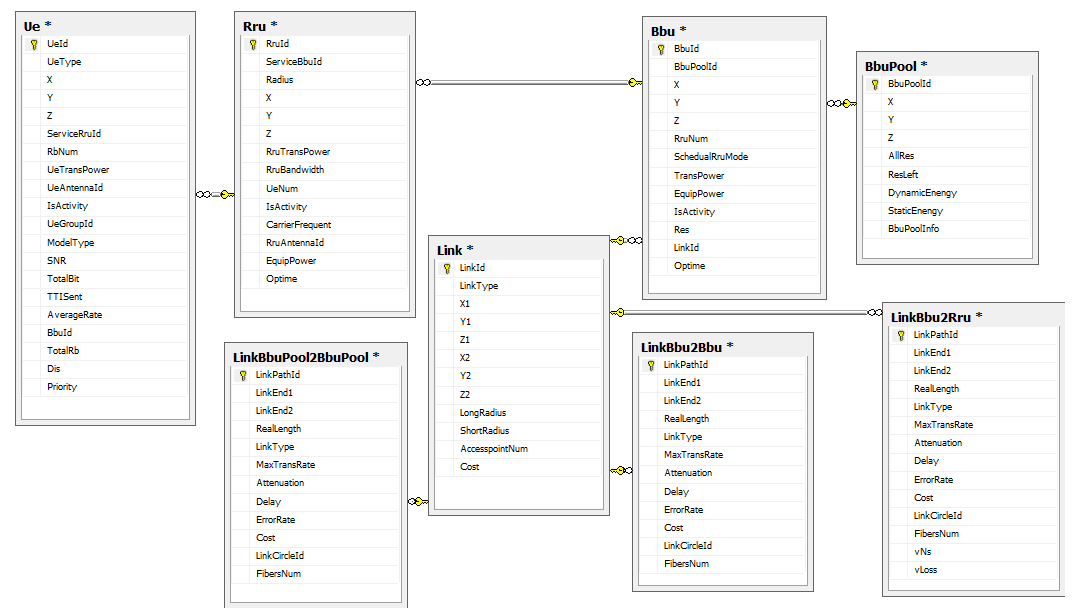 Ue *
UeId
UeType
X
Y
Z
ServiceRruId
RbNum
UeTransPower
UeAntennaId
IsActivity
UeGroupId
ModelType
SNR
TotalBit
TTISent
AverageRate
BbuId
TotalRb
Dis
Priority
Rru *
RruId
ServiceBbuId
Radius
X
Y
Z
RruTransPower
RruBandwidth
UeNum
IsActivity
CarrierFrequent
RruAntennaId
EquipPower
Optime
Bbu *
BbuId
BbuPoolId
X
Y
Z
RruNum
SchedualRruMode
TransPower
EquipPower
IsActivity
Res
LinkId
Optime
BbuPool *
BbuPoolId
X
Y
Z
AllRes
ResLeft
DynamicEnergy
StaticEnergy
BbuPoolInfo
Link *
LinkId
LinkType
X1
Y1
Z1
X2
Y2
Z2
LongRadius
ShortRadius
AccesspointNum
Cost
LinkBbuPool2BbuPool *
LinkPathId
LinkEnd1
LinkEnd2
RealLength
LinkType
MaxTransRate
Attenuation
Delay
ErrorRate
Cost
LinkCircleId
FibersNum
LinkBbu2Bbu *
LinkPathId
LinkEnd1
LinkEnd2
RealLength
LinkType
MaxTransRate
Attenuation
Delay
ErrorRate
Cost
LinkCircleId
FibersNum
LinkBbu2Rru *
LinkPathId
LinkEnd1
LinkEnd2
RealLength
LinkType
MaxTransRate
Attenuation
Delay
ErrorRate
Cost
LinkCircleId
FibersNum
vNs
vLoss